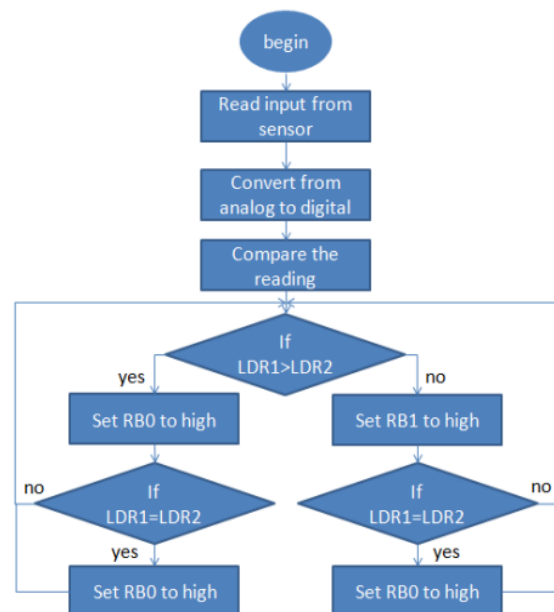 begin
Read input from
sensor
Convert from
analog to digital
Compare the
reading
If
LDR1>LDR2
yes
no
Set RB0 to high
Set RB1 to high
no
If
LDR1=LDR2
If
LDR1=LDR2
no
yes
yes
Set RB0 to high
Set RB0 to high